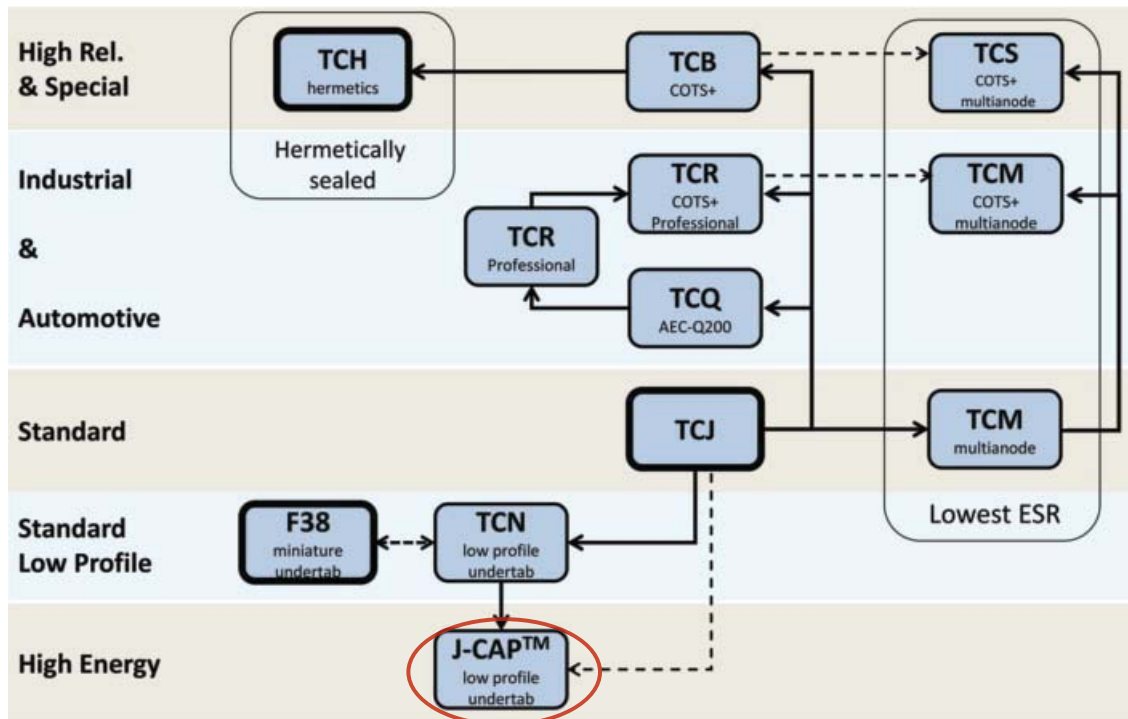 High Rel.
& Special
TCH
hermetics
Hermetically
sealed
TCB
COTS+
TCS
COTS+
multianode
Industrial
&
Automotive
TCR
COTS+
Professional
TCM
COTS+
multianode
TCR
Professional
TCQ
AEC-Q200
Standard
TCJ
TCM
multianode
Lowest ESR
Standard
Low Profile
F38
miniature
undertab
TCN
low profile
undertab
High Energy
J-CAP™
low profile
undertab